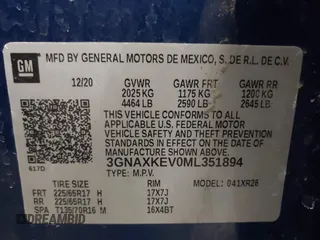 GM
MFD BY GENERAL MOTORS DE MEXICO, S. DE R.L. DE C.V.
12/20 GVWR GAWR FRT GAWR RR
2025 KG 1175 KG 1200 KG
4464 LB 2590 LB 2645 LB
THIS VEHICLE CONFORMS TO ALL
APPLICABLE U.S. FEDERAL MOTOR
VEHICLE SAFETY AND THEFT PREVENTION
STANDARDS IN EFFECT ON THE DATE OF
MANUFACTURE SHOWN ABOVE.
3GNAXKEV0ML351894
617D TYPE: M.P.V. MODEL: 041XR26
TIRE SIZE RIM
FRT 225/65R17 H 17X7J
RR 225/65R17 H 17X7J
SPA T135/70R16 M 16X4BT
DREAMBID